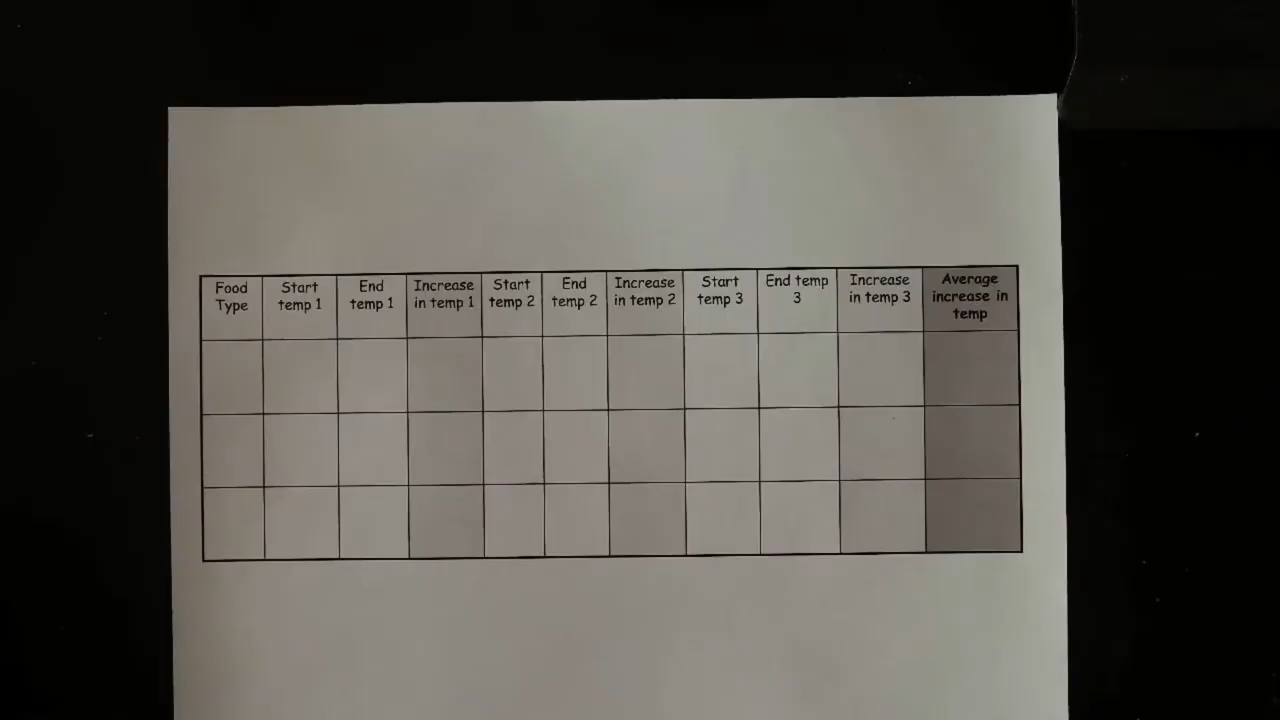 Food
Type
Start
temp 1
End
temp 1
Increase
in temp 1
Start
temp 2
End
temp 2
Increase
in temp 2
Start
temp 3
End temp
3
Increase
in temp 3
Average
increase in
temp